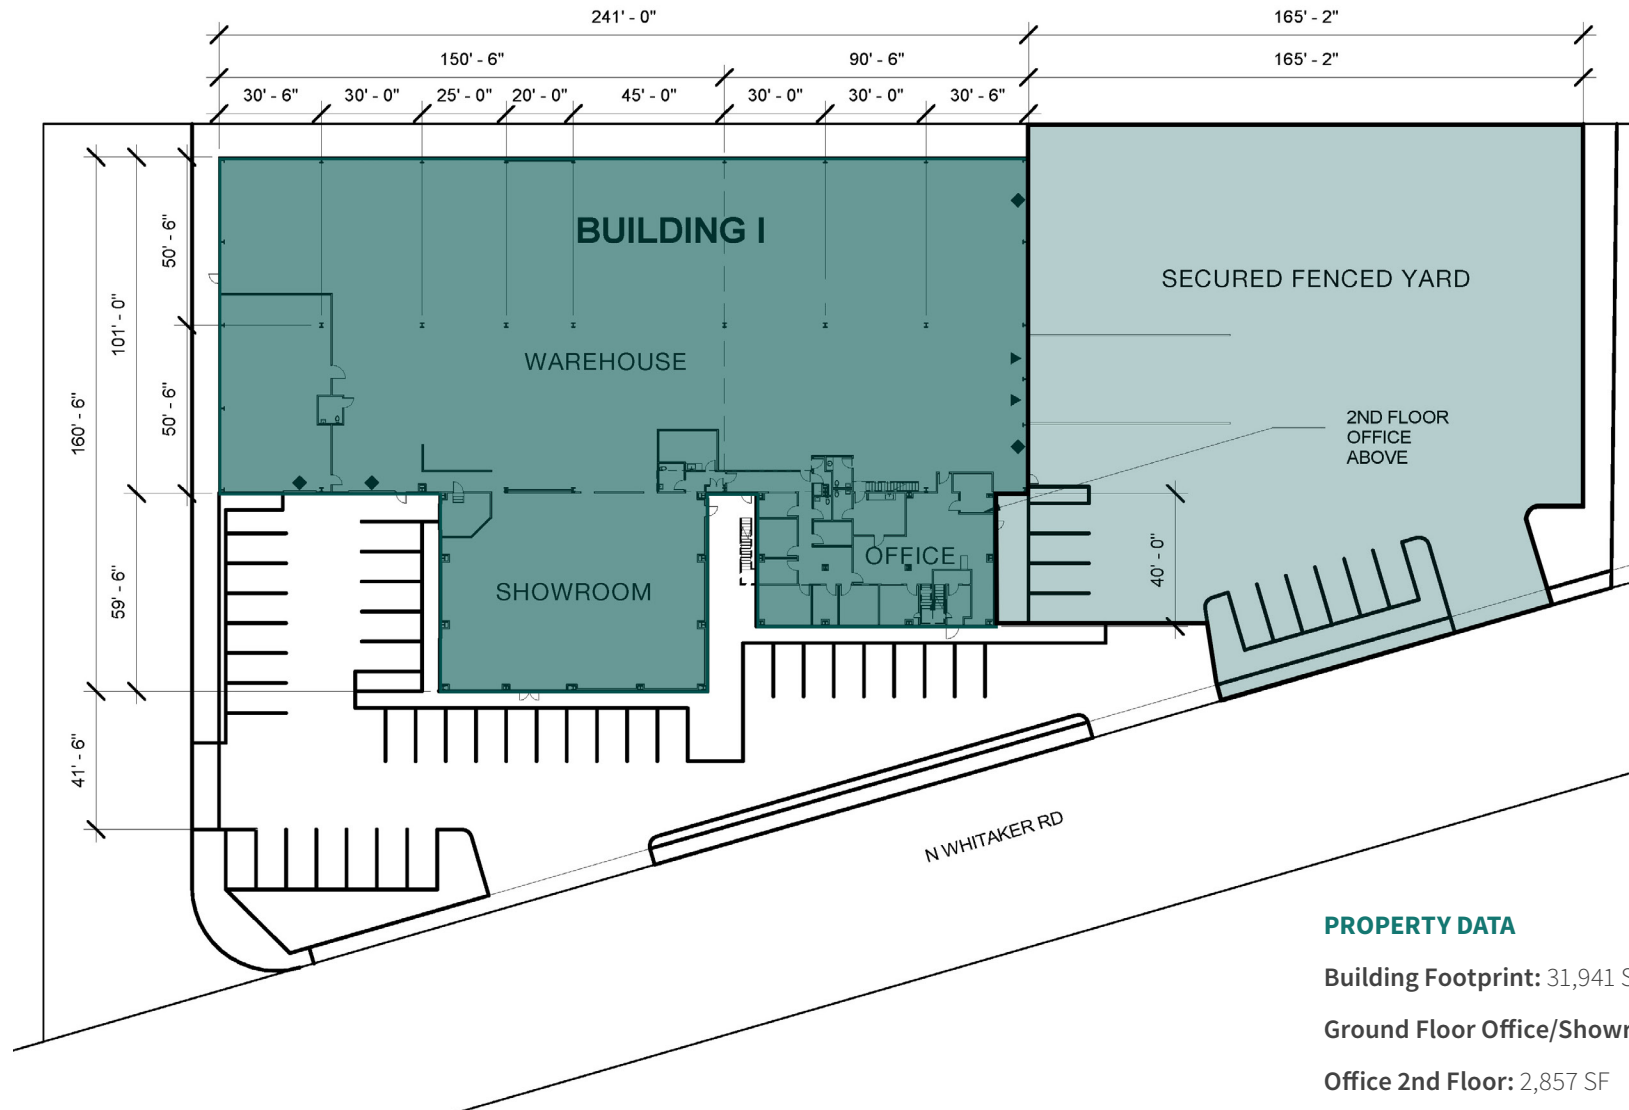 241' - 0"
165' - 2"
150' - 6"
90' - 6"
165' - 2"
30' - 6"
30' - 0"
25' - 0"
20' - 0"
45' - 0"
30' - 0"
30' - 0"
30' - 6"
50' - 6"
101' - 0"
160' - 6"
50' - 6"
59' - 6"
41' - 6"
40' - 0"
BUILDING I
SECURED FENCED YARD
WAREHOUSE
2ND FLOOR
OFFICE
ABOVE
OFFICE
SHOWROOM
N WHITAKER RD
PROPERTY DATA
Building Footprint: 31,941
Ground Floor
Office 2nd Floor: 2,857 SF